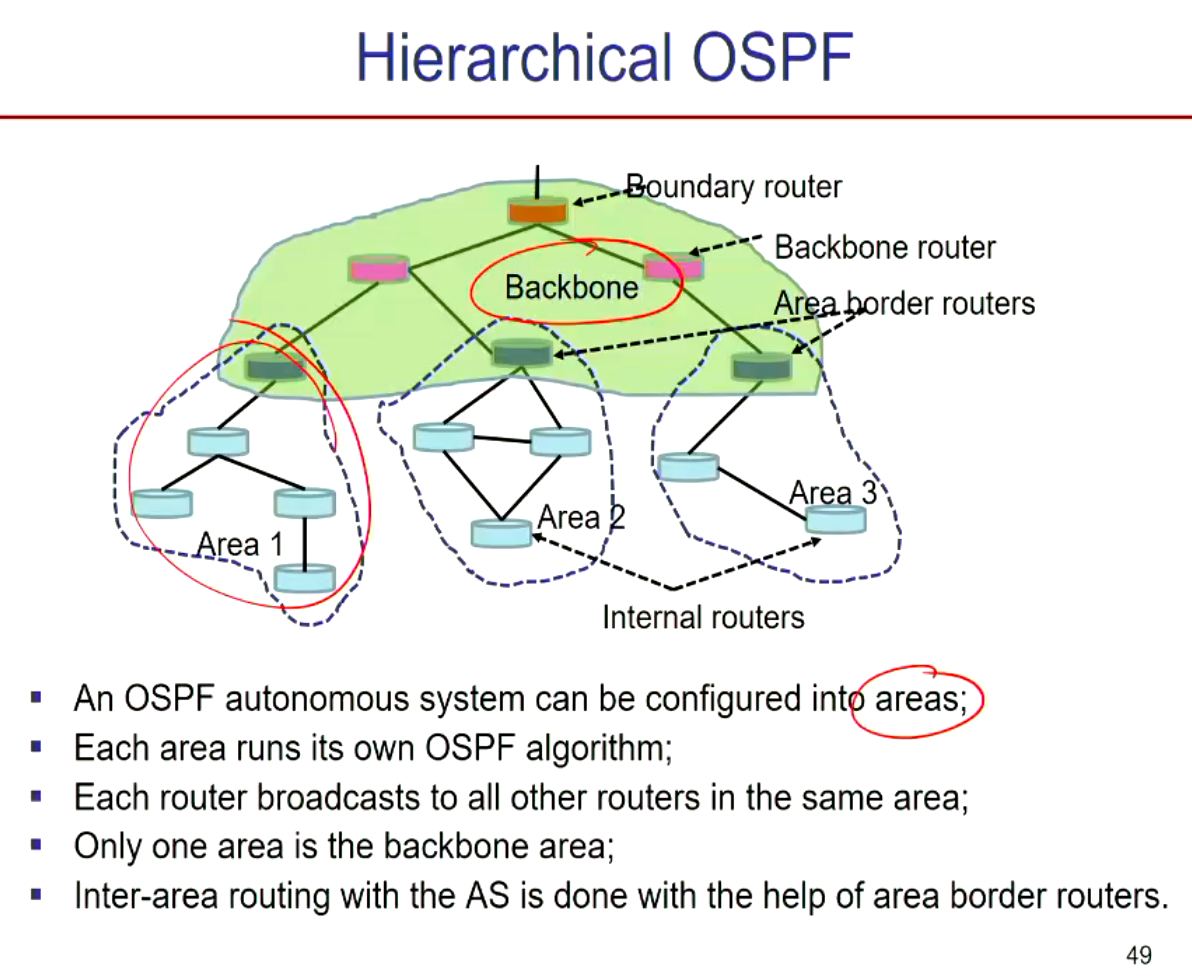 Hierarchical OSPF
Boundary router
Backbone router
Backbone
Area border routers
Area 3
Area 2
Area 1
Internal routers
An OSPF autonomous system can be configured into areas;
Each area runs its own OSPF algorithm;
Each router broadcasts to all other routers in the same area;
Only one area is the backbone area;
Inter-area routing with the AS is done with the help of area border routers.
49